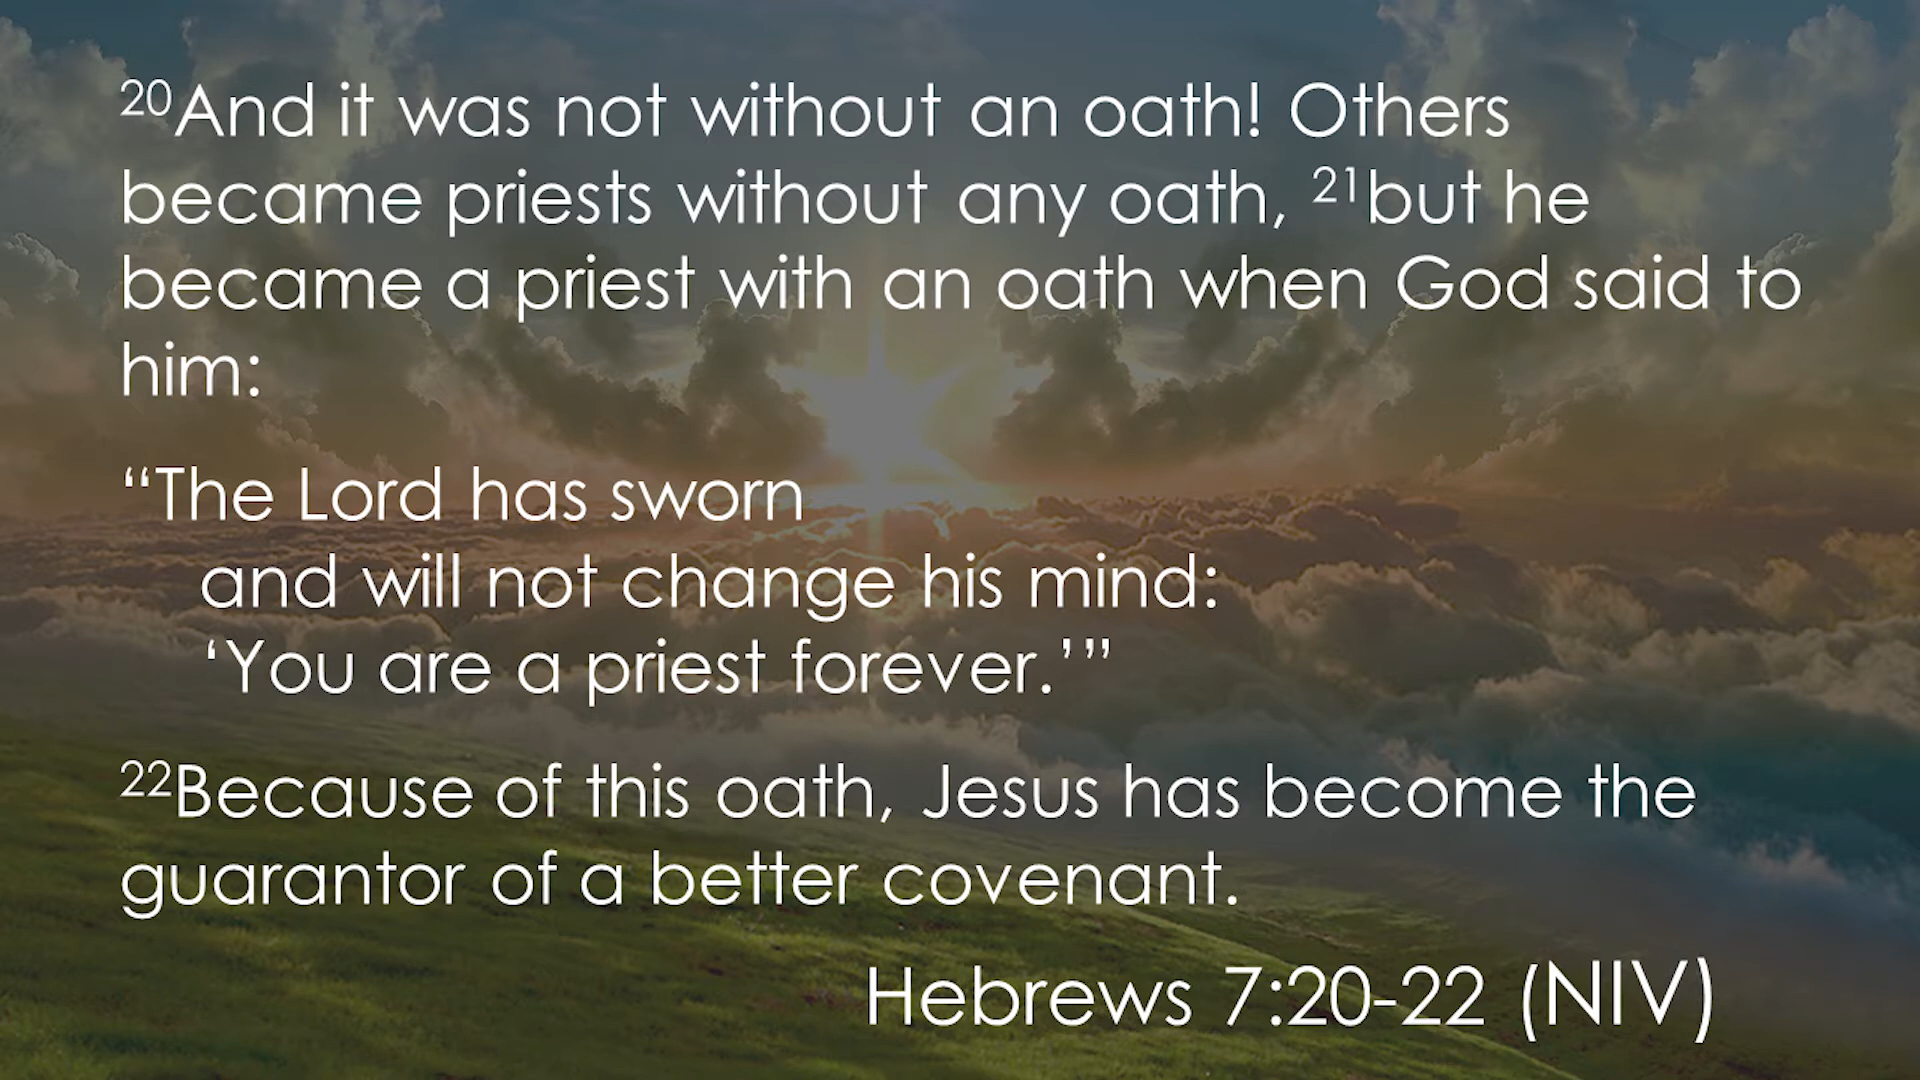 20And it was not without an oath! Others
became priests without any oath, 21but he
became a priest with an oath when God said to
him:
“The Lord has sworn
and will not change his mind:
‘You are a priest forever.’”
22Because of this oath, Jesus has become the
guarantor of a better covenant.
Hebrews 7:20-22 (NIV)